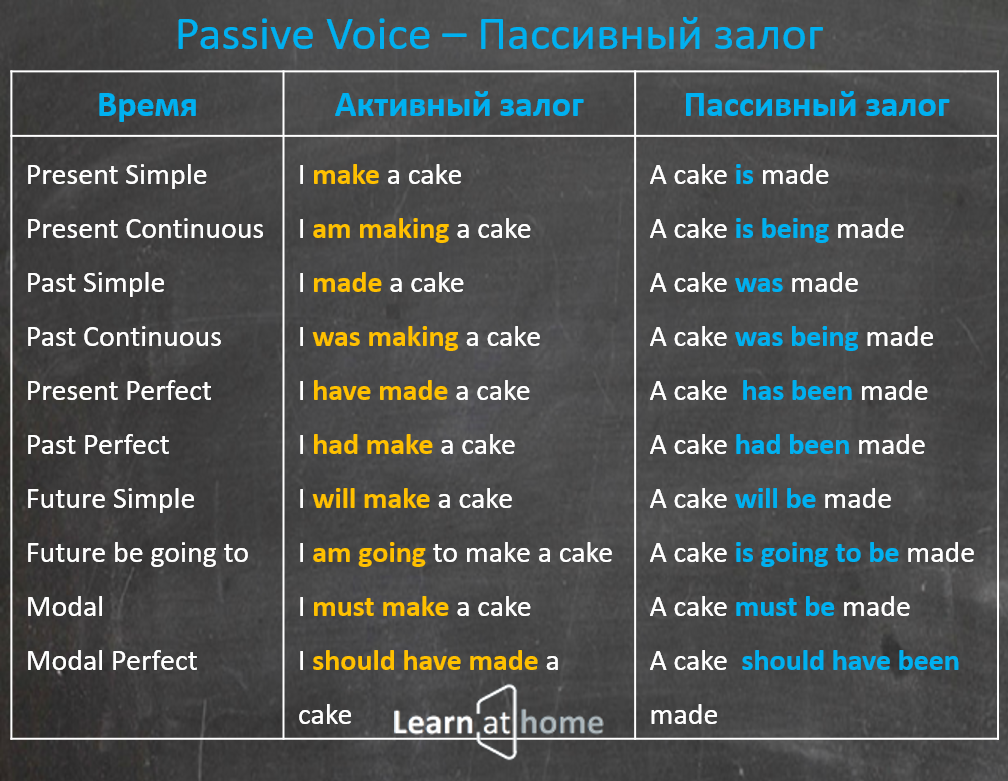 Passive Voice – Пассивный залог
Время Активный залог Пассивный залог
Present Simple I make a cake A cake is made
Present Continuous I am making a cake A cake is being made
Past Simple I made a cake A cake was made
Past Continuous I was making a cake A cake was being made
Present Perfect I have made a cake A cake has been made
Past Perfect I had make a cake A cake had been made
Future Simple I will make a cake A cake will be made
Future be going to I am going to make a cake A cake is going to be made
Modal I must make a cake A cake must be made
Modal Perfect I should have made a A cake should have been
cake made
Learn at home